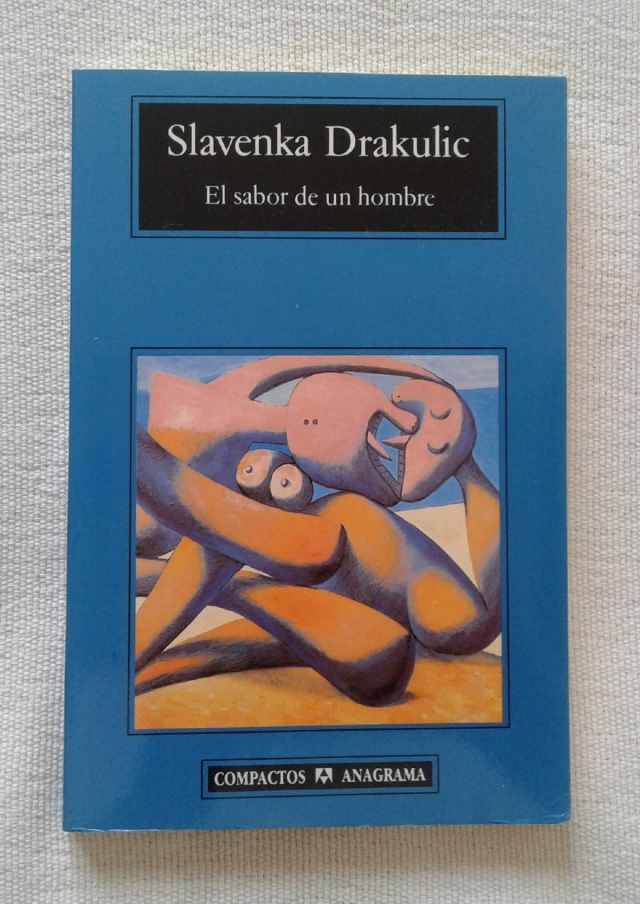 Slavenka Drakulic
El sabor de un hombre
COMPACTOS ANAGRAMA